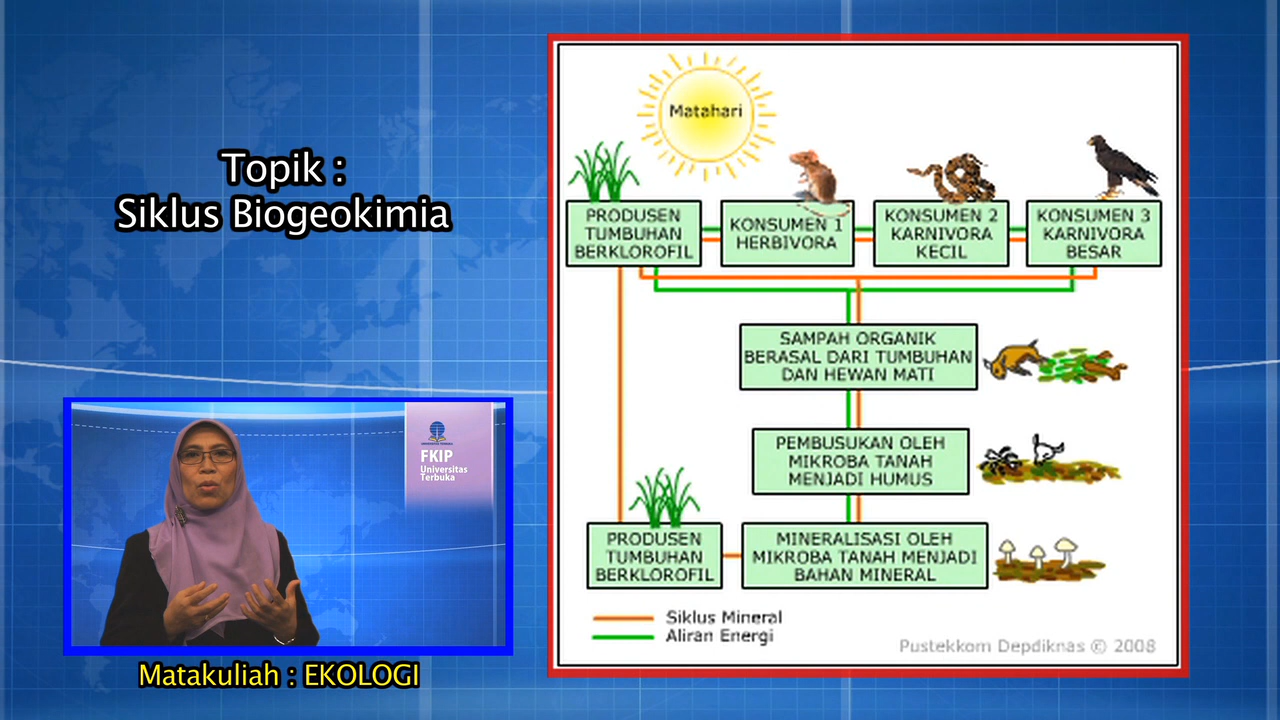 Topik :
Siklus Biogeokimia
FKIP
Universitas
Terbuka
Matakuliah : EKOLOGI
Matahari
PRODUSEN
TUMBUHAN
BERKLOROFIL
KONSUMEN 1
HERBIVORA
KONSUMEN 2
KARNIVORA
KECIL
KONSUMEN 3
KARNIVORA
BESAR
SAMPAH ORGANIK
BERASAL DARI TUMBUHAN
DAN HEWAN MATI
PEMBUSUKAN OLEH
MIKROBA TANAH
MENJADI HUMUS
PRODUSEN
TUMBUHAN
BERKLOROFIL
MINERALISASI OLEH
MIKROBA TANAH MENJADI
BAHAN MINERAL
Siklus Mineral
Aliran Energi
Pustekkom Depdiknas © 2008